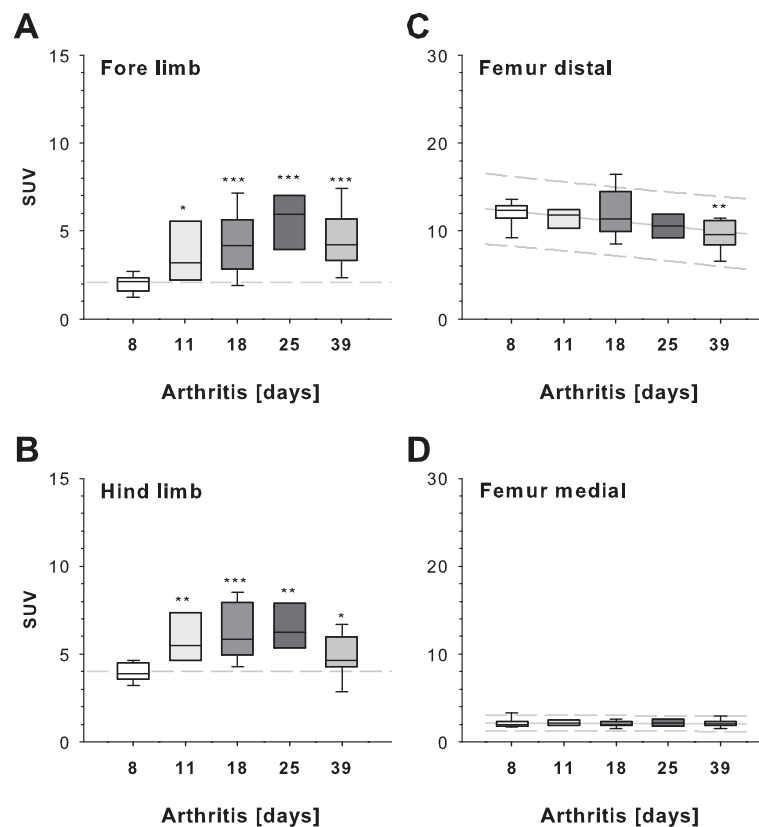 A
Fore limb
15
10
5
0
SUV
*
***
***
***
8 11 18 25 39
Arthritis [days]
C
Femur distal
30
20
10
0
**
8 11 18 25 39
Arthritis [days]
B
Hind limb
15
10
5
0
SUV
**
***
**
*
8 11 18 25 39
Arthritis [days]
D
Femur medial
30
20
10
0
8 11 18 25 39
Arthritis [days]